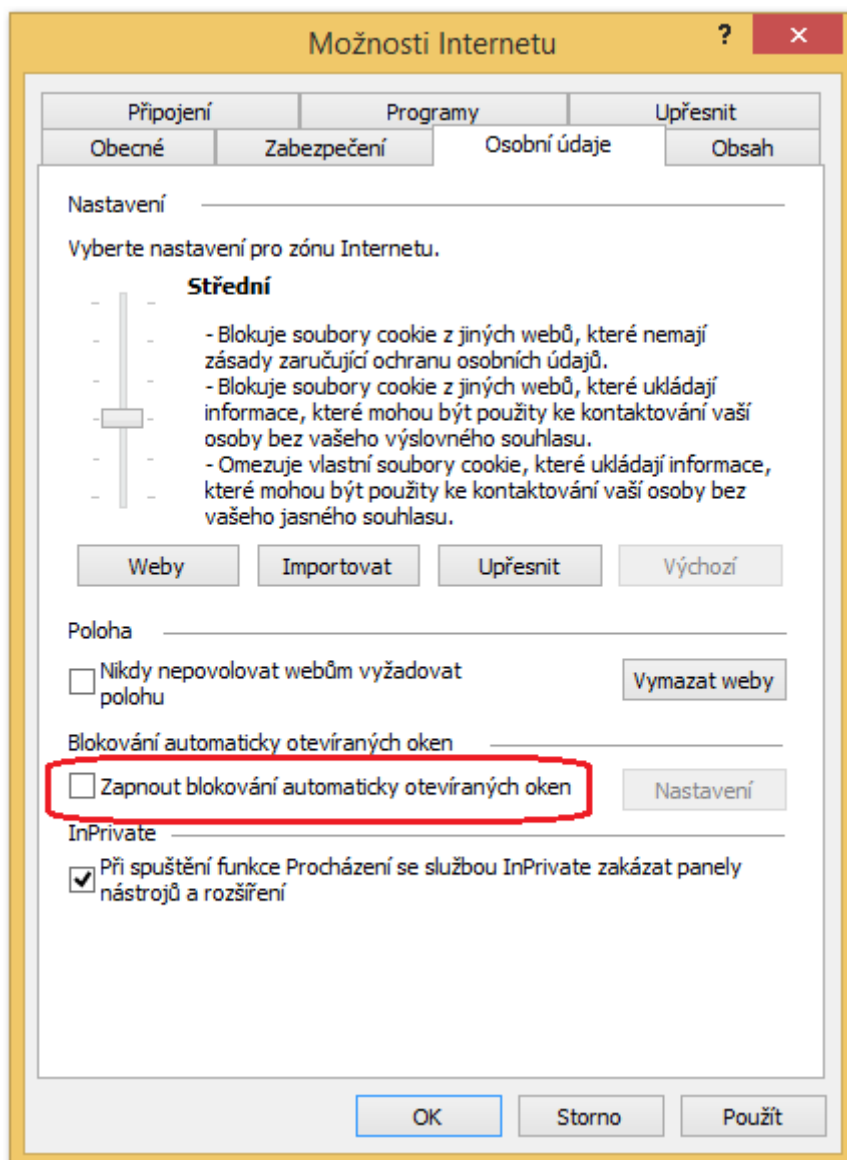 Možnosti Internetu
?
Připojení Programy Upřesnit
Obecné Zabezpečení Osobní údaje Obsah
Nastavení
Vyberte nastavení pro zónu Internetu.
Střední
- Blokuje soubory cookie z jiných webů, které nemají
zásady zaručující ochranu osobních údajů.
- Blokuje soubory cookie z jiných webů, které ukládají
informace, které mohou být použity ke kontaktování vaší
osoby bez vašeho výslovného souhlasu.
- Omezuje vlastní soubory cookie, které ukládají informace,
které mohou být použity ke kontaktování vaší osoby bez
vašeho jasného souhlasu.
Weby Importovat Upřesnit Výchozí
Poloha
Nikdy nepovolovat webům vyžadovat
polohu
Vymazat weby
Blokování automaticky otevíraných oken
Zapnout blokování automaticky otevíraných oken Nastavení
InPrivate
Při spuštění funkce Procházení se službou InPrivate zakázat panely
nástrojů a rozšíření
OK Storno Použít